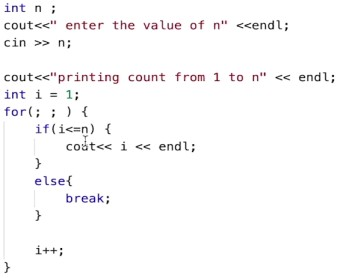 int n ;
cout<<" enter the value of n" <<endl;
cin >> n;

cout<<"printing count from 1 to n" << endl;
int i = 1;
for(; ; ) {
    if(i<=n) {
        cout<< i << endl;
    }
    else{
        break;
    }

    i++;
}